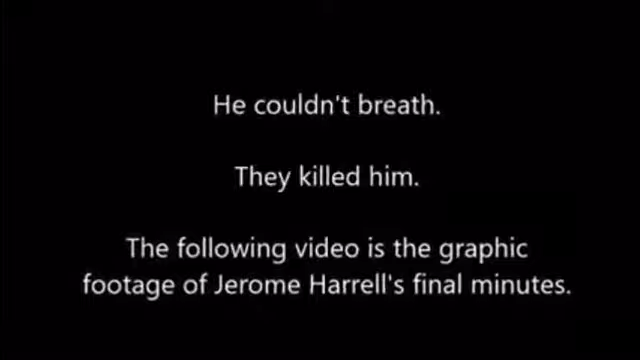 He couldn't breath.
They killed him.
The following video is the graphic
footage of Jerome Harrell's final minutes.